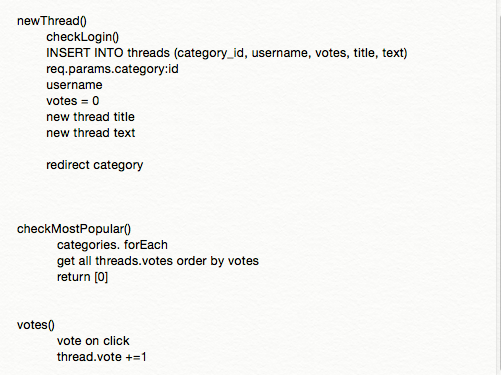 newThread()
checkLogin()
INSERT INTO threads (category_id, username, votes, title, text)
req.params.category:id
username
votes = 0
new thread title
new thread text
redirect category
checkMostPopular()
categories. forEach
get all threads.votes order by votes
return [0]
votes()
vote on click
thread.vote +=1